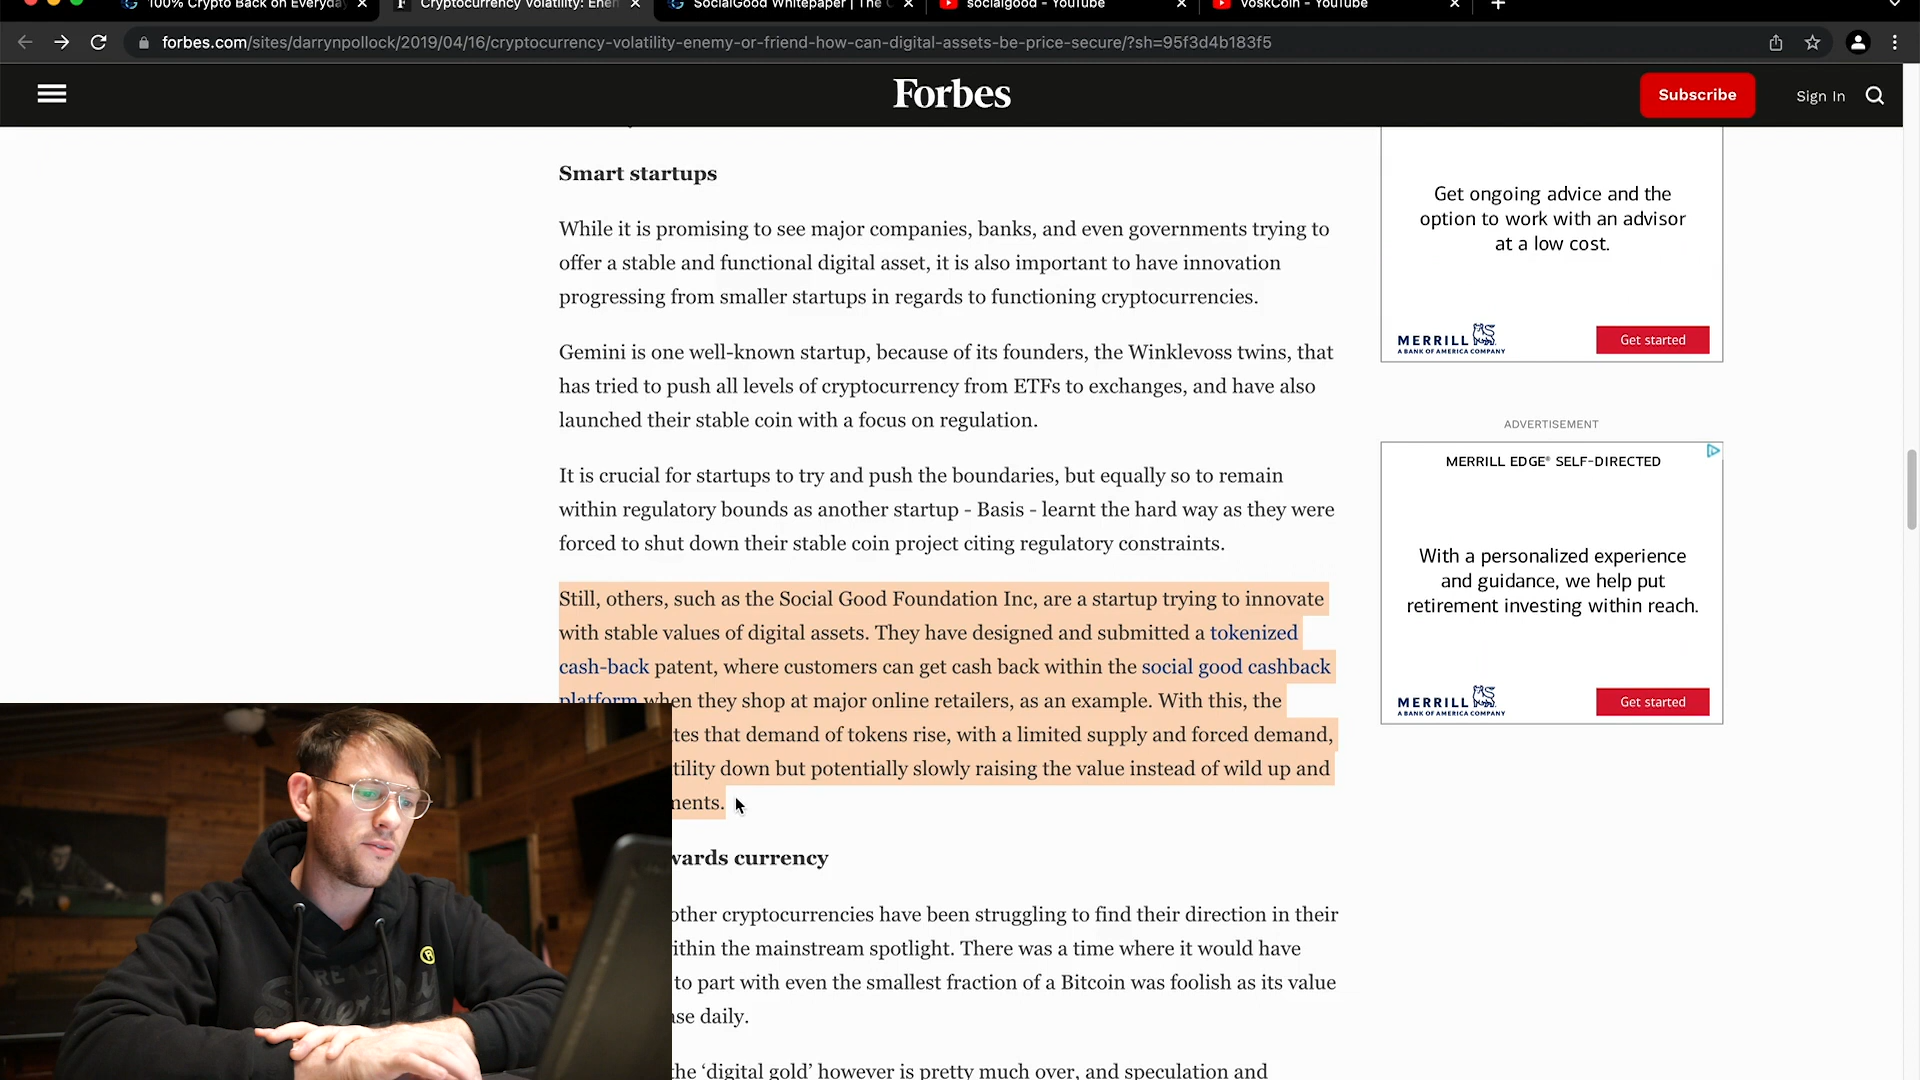 100% Crypto Back on Everyda
Cryptocurrency Volatility: Enem
SocialGood Whitepaper | The C
socialgood - YouTube
VoskCoin - YouTube
forbes.com/sites/darrynpollock/2019/04/16/cryptocurrency-volatility-enemy-or-friend-how-can-digital-assets-be-price-secure/?sh=95f3d4b183f5
Forbes
Subscribe
Sign In
Smart startups
While it is promising to see major companies, banks, and even governments trying to
offer a stable and functional digital asset, it is also important to have innovation
progressing from smaller startups in regards to functioning cryptocurrencies.
Gemini is one well-known startup, because of its founders, the Winklevoss twins, that
has tried to push all levels of cryptocurrency from ETFs to exchanges, and have also
launched their stable coin with a focus on regulation.
It is crucial for startups to try and push the boundaries, but equally so to remain
within regulatory bounds as another startup - Basis - learnt the hard way as they were
forced to shut down their stable coin project citing regulatory constraints.
Still, others, such as the Social Good Foundation Inc, are a startup trying to innovate
with stable values of digital assets. They have designed and submitted a tokenized
cash-back patent, where customers can get cash back within the social good cashback
platform when they shop at major online retailers, as an example. With this, the
tes that demand of tokens rise, with a limited supply and forced demand,
tility down but potentially slowly raising the value instead of wild up and
ments.
wards currency
other cryptocurrencies have been struggling to find their direction in their
ithin the mainstream spotlight. There was a time where it would have
to part with even the smallest fraction of a Bitcoin was foolish as its value
se daily.
the ‘digital gold’ however is pretty much over, and speculation and
Get ongoing advice and the
option to work with an advisor
at a low cost.
MERRILL
A BANK OF AMERICA COMPANY
Get started
ADVERTISEMENT
MERRILL EDGE® SELF-DIRECTED
With a personalized experience
and guidance, we help put
retirement investing within reach.
MERRILL
A BANK OF AMERICA COMPANY
Get started